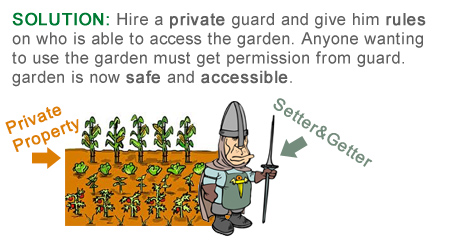 SOLUTION: Hire a private guard and give him rules
on who is able to access the garden. Anyone wanting
to use the garden must get permission from guard.
garden is now safe and accessible.
Private
Property
Setter&Getter